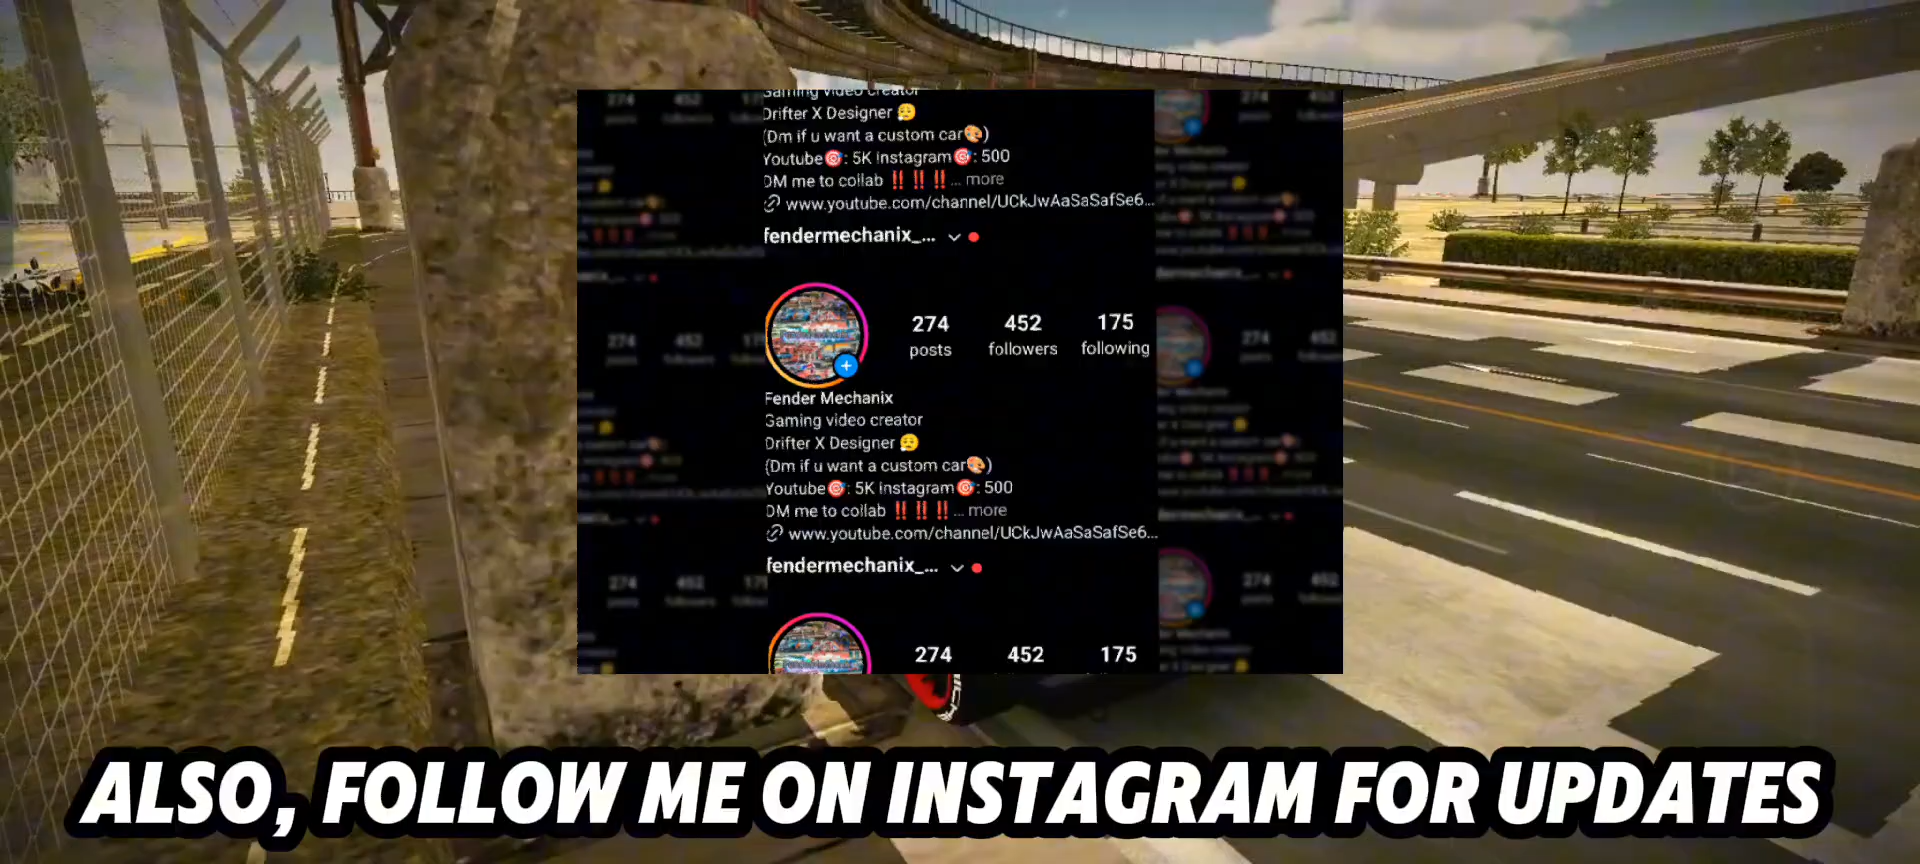 Gaming video creator
Drifter X Designer 😮‍💨
(Dm if u want a custom car🎨)
Youtube🎯: 5K Instagram🎯: 500
DM me to collab ‼️ ‼️ ‼️ ... more
www.youtube.com/channel/UCkJwAaSaSafSe6...
fendermechanix_...
274 452 175
posts followers following
Fender Mechanix
Gaming video creator
Drifter X Designer 😮‍💨
(Dm if u want a custom car🎨)
Youtube🎯: 5K Instagram🎯: 500
DM me to collab ‼️ ‼️ ‼️ ... more
www.youtube.com/channel/UCkJwAaSaSafSe6...
fendermechanix_...
274 452 175
ALSO, FOLLOW ME ON INSTAGRAM FOR UPDATES